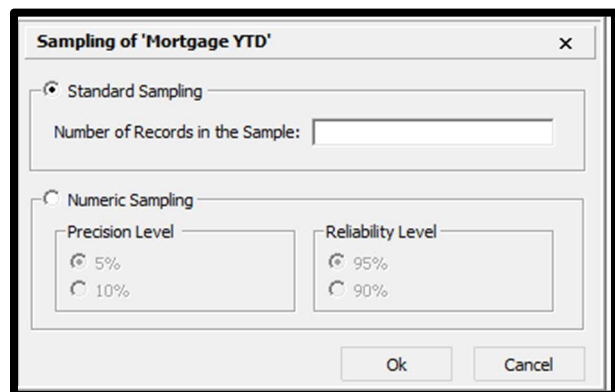 Sampling of 'Mortgage YTD'
Standard Sampling
Number of Records in the Sample:
Numeric Sampling
Precision Level
5%
10%
Reliability Level
95%
90%
Ok
Cancel